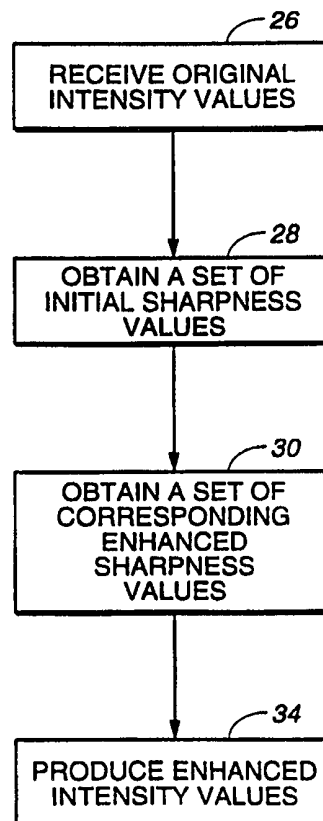 26
RECEIVE ORIGINAL
INTENSITY VALUES
28
OBTAIN A SET OF
INITIAL SHARPNESS
VALUES
30
OBTAIN A SET OF
CORRESPONDING
ENHANCED
SHARPNESS
VALUES
34
PRODUCE ENHANCED
INTENSITY VALUES